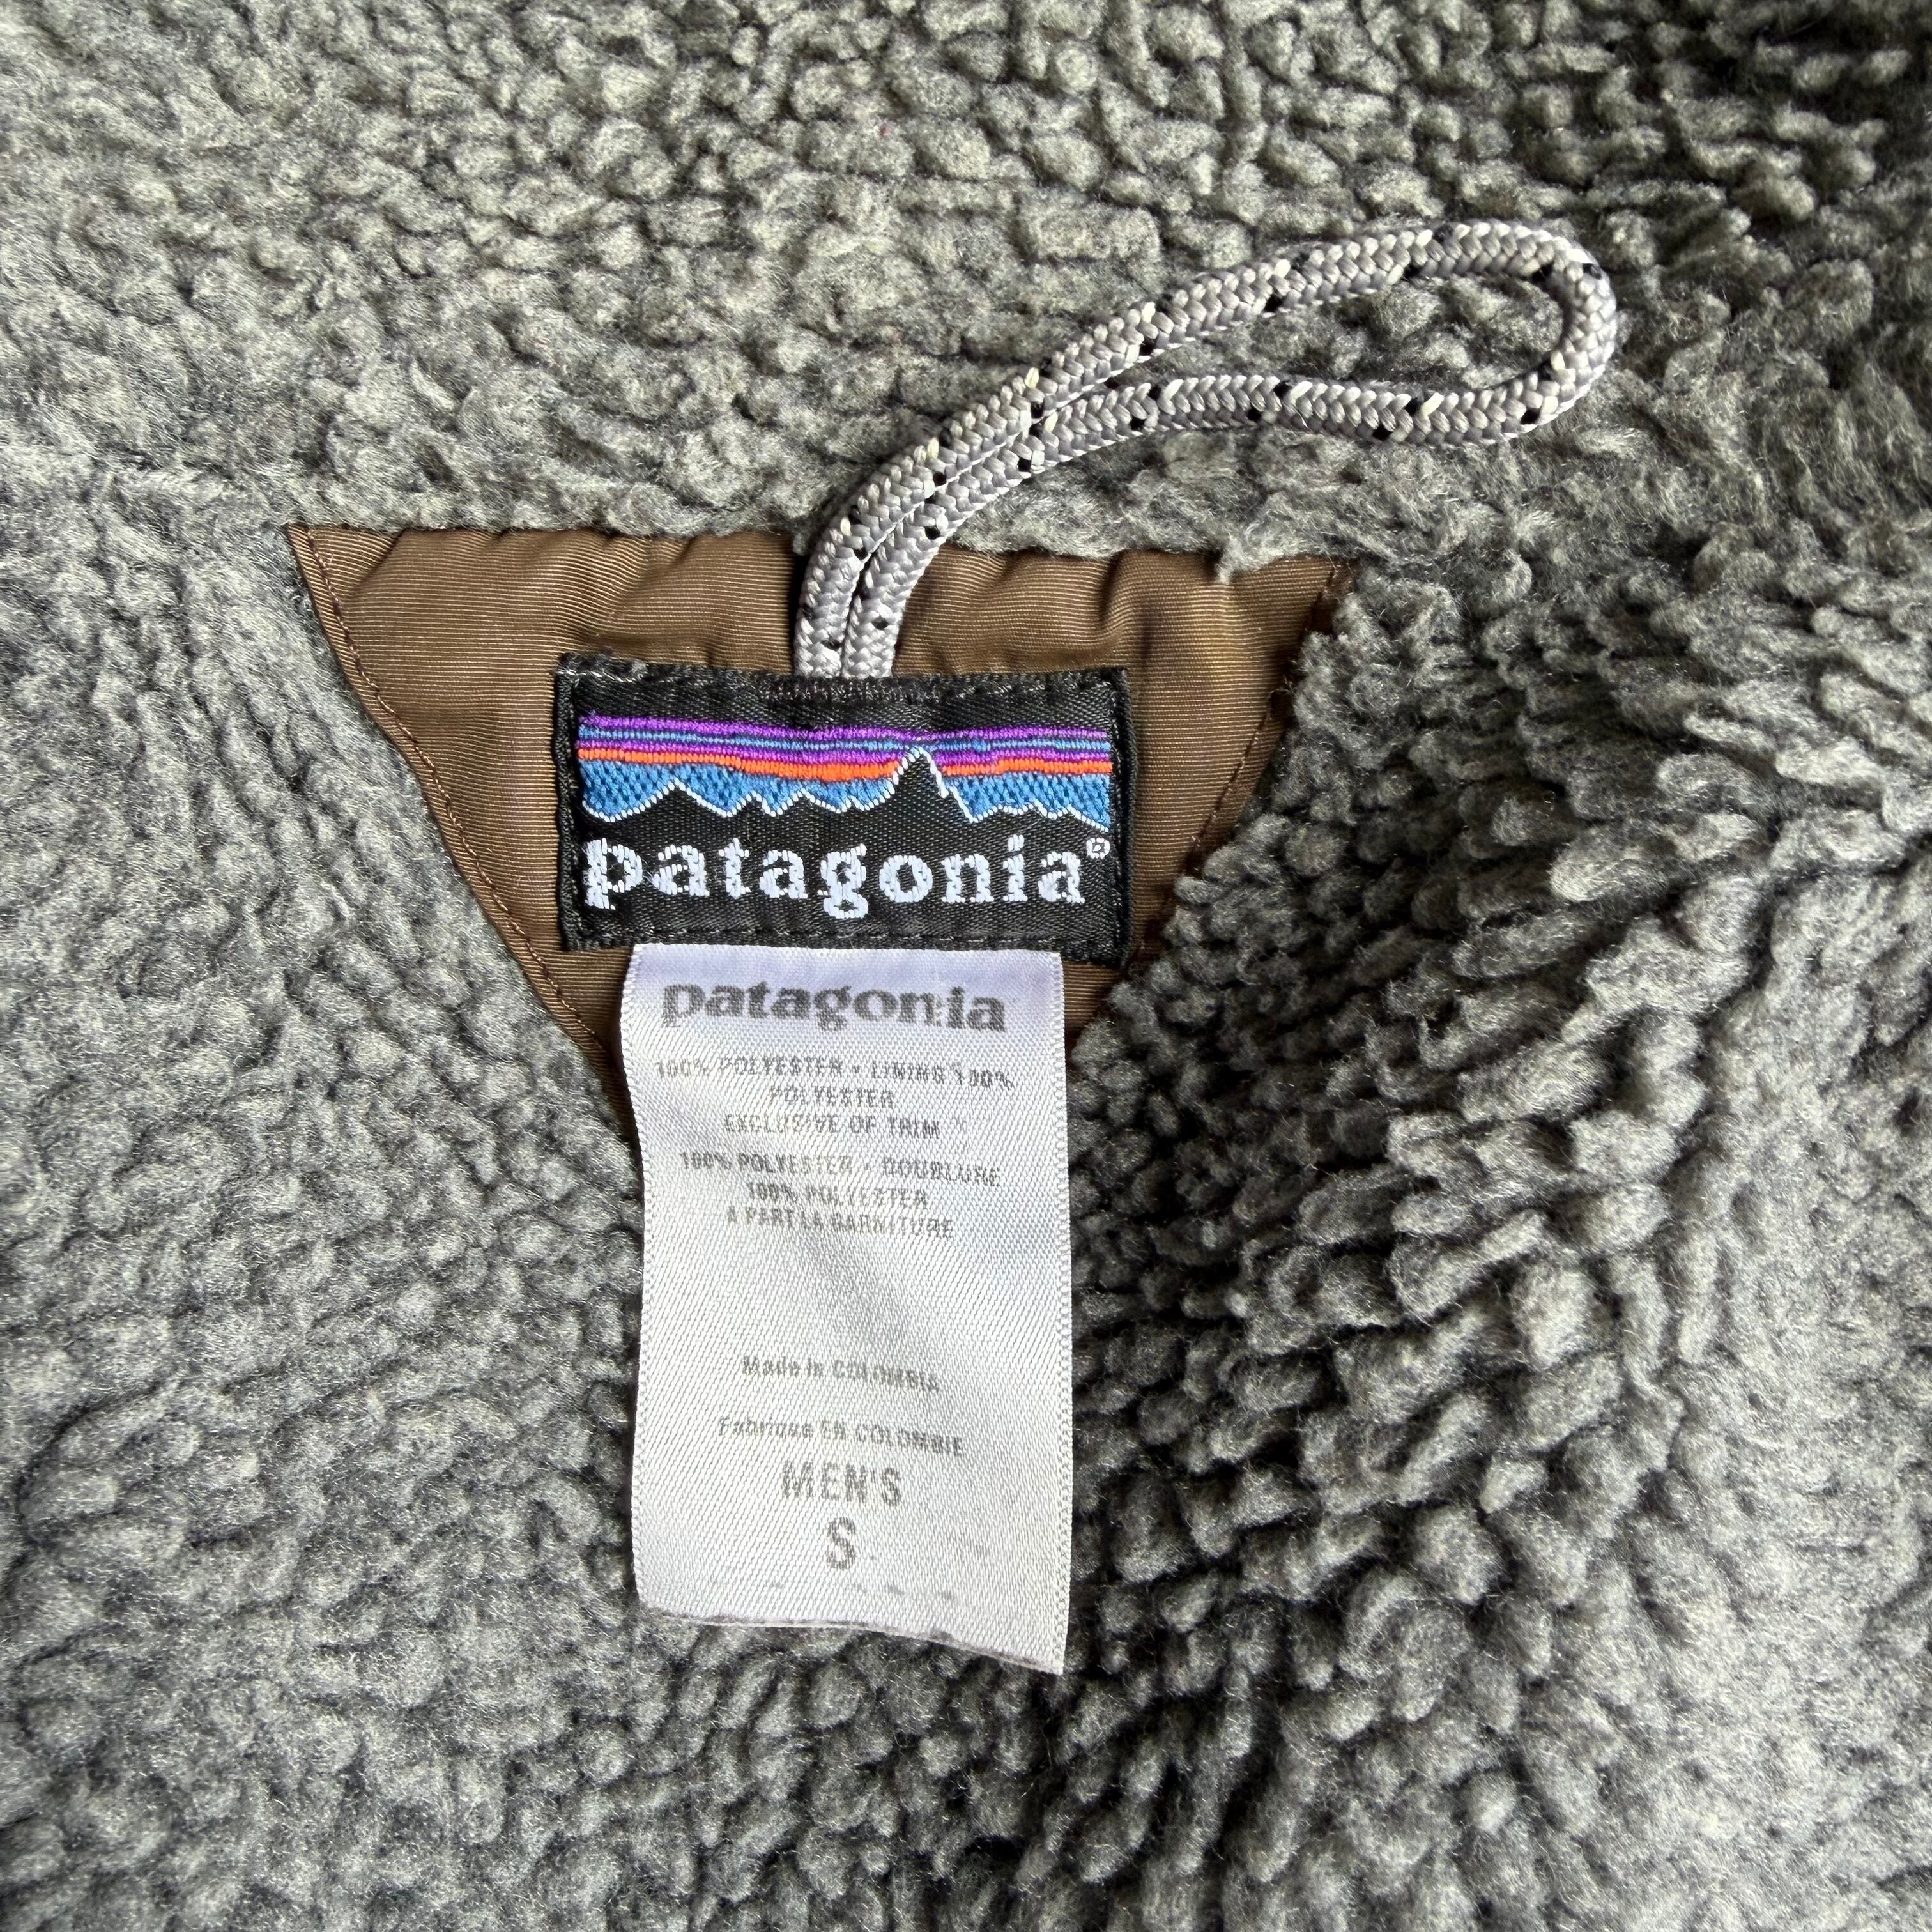 patagonia®
patagonia
100% POLYESTER • LINING 100%
POLYESTER
EXCLUSIVE OF TRIM
100% POLYESTER • DOUBLURE
100% POLYESTER
A PART LA GARNITURE
Made in COLOMBIA
Fabrique EN COLOMBIE
MEN'S
S